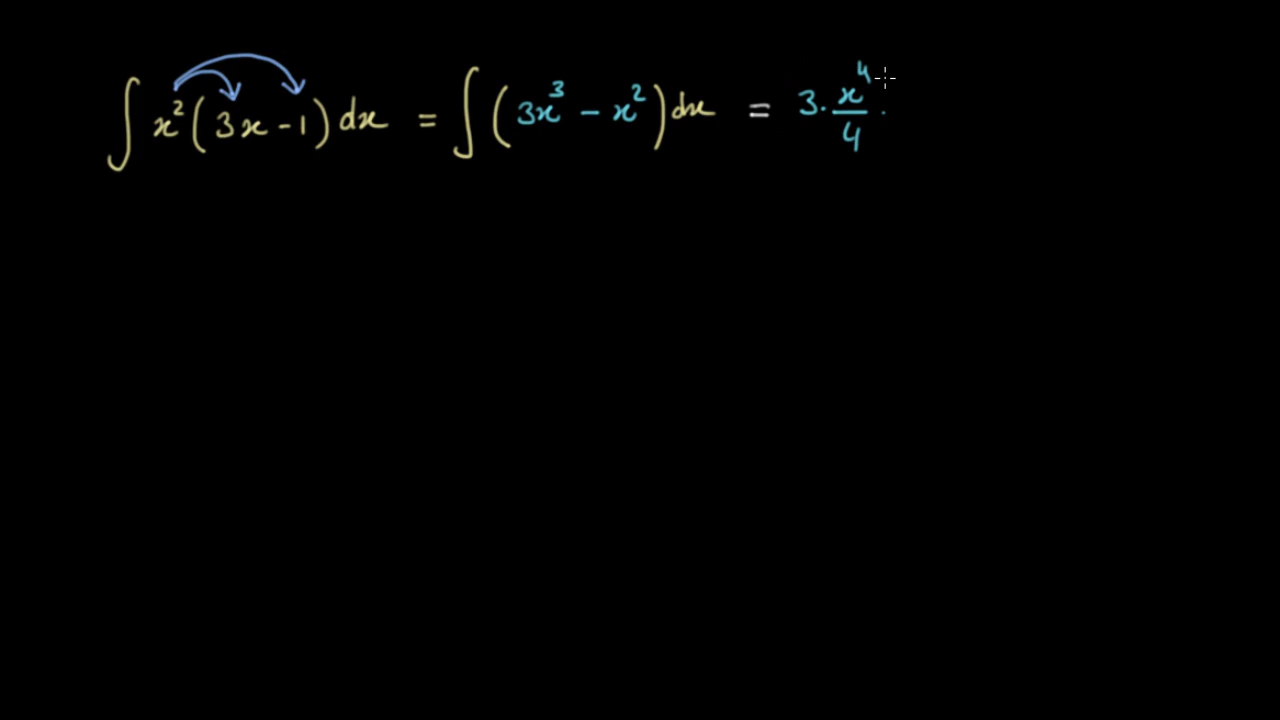 ∫ x²(3x - 1) dx = ∫ (3x³ - x²) dx = 3 · x⁴/4 ·